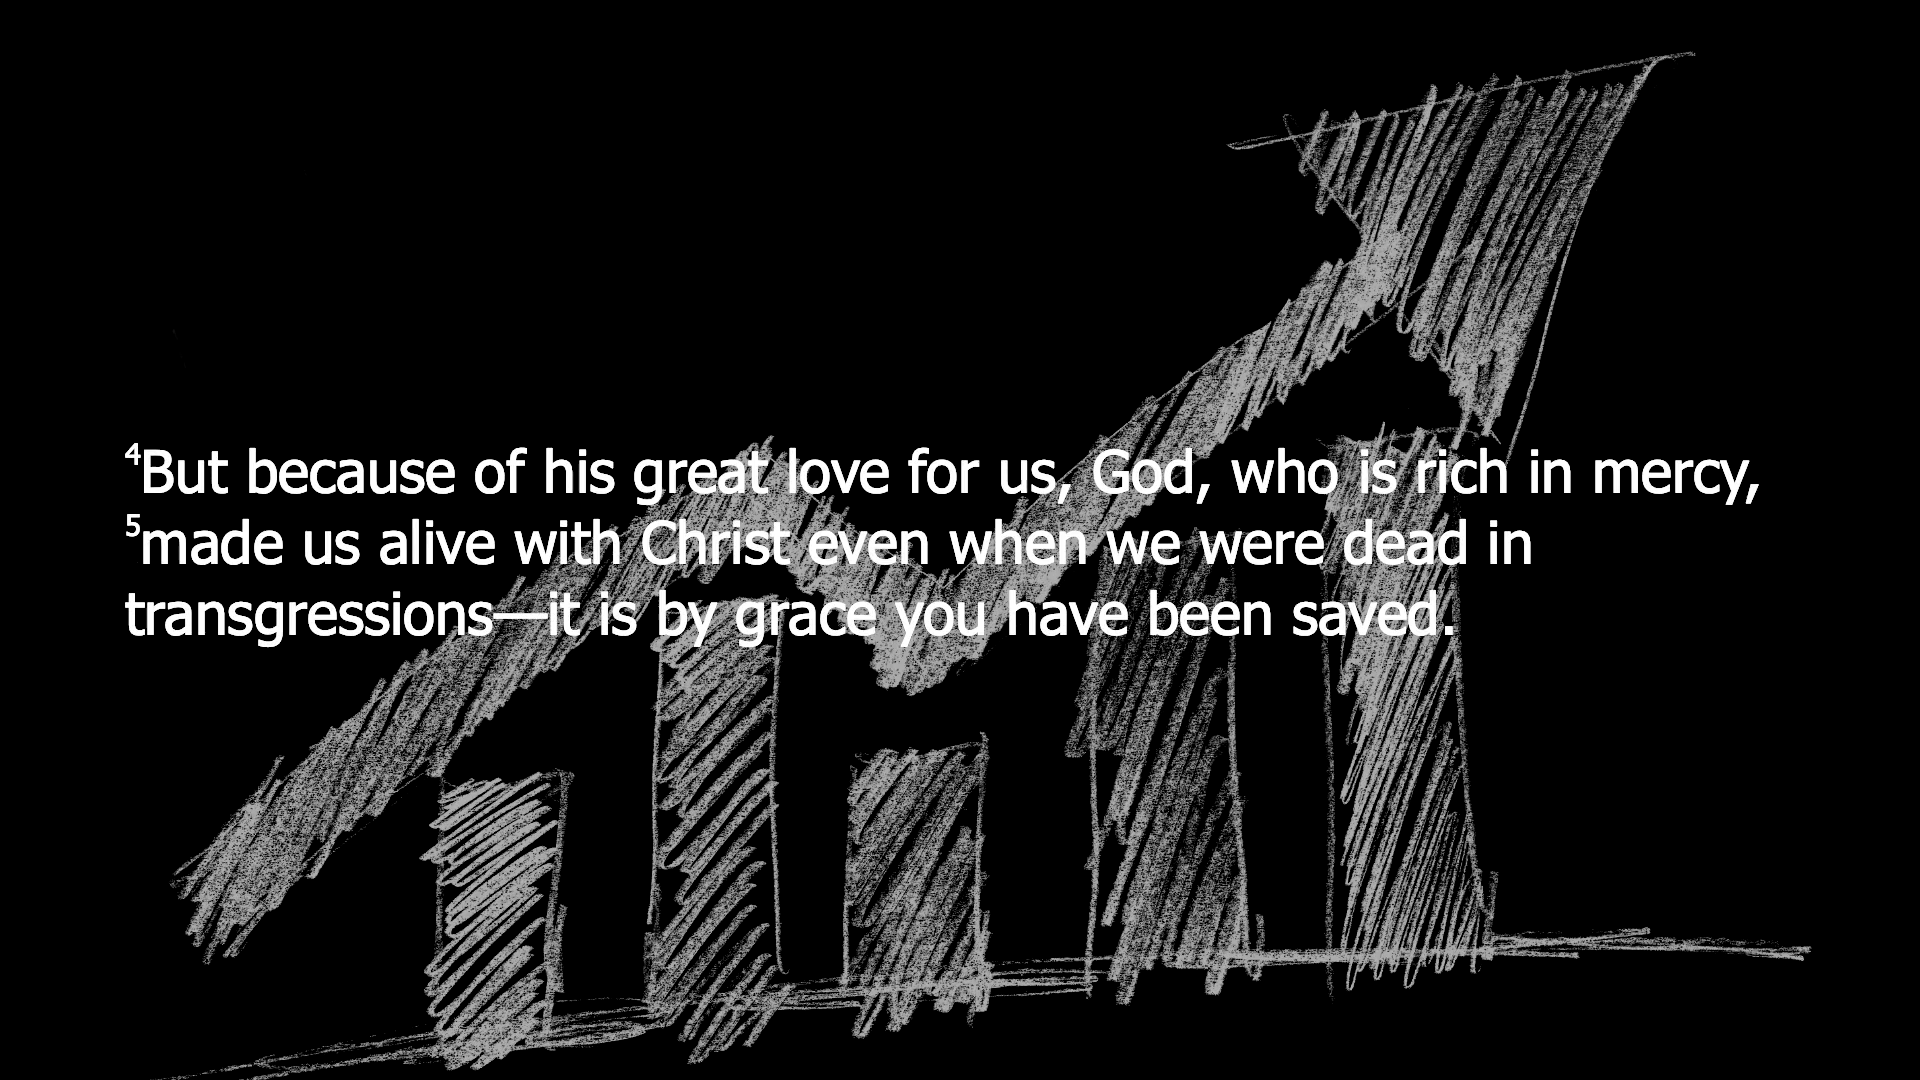 ⁴But because of his great love for us, God, who is rich in mercy,
⁵made us alive with Christ even when we were dead in
transgressions—it is by grace you have been saved.